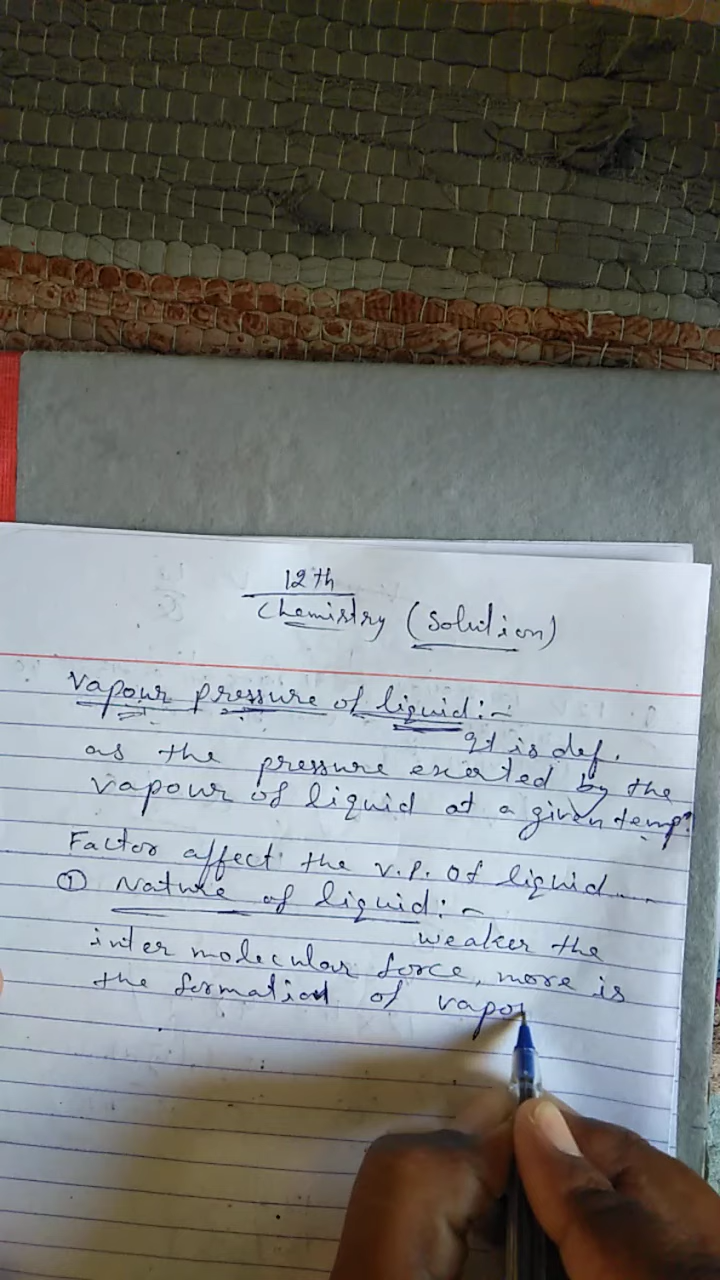 12th
Chemistry (Solution)
Vapour pressure of liquid:-
It is def.
as the pressure exerted by the
vapour of liquid at a given temp.
Factor affect the v.p. of liquid ....
① Nature of liquid:-
weaker the
inter molecular force, more is
the formation of vapou